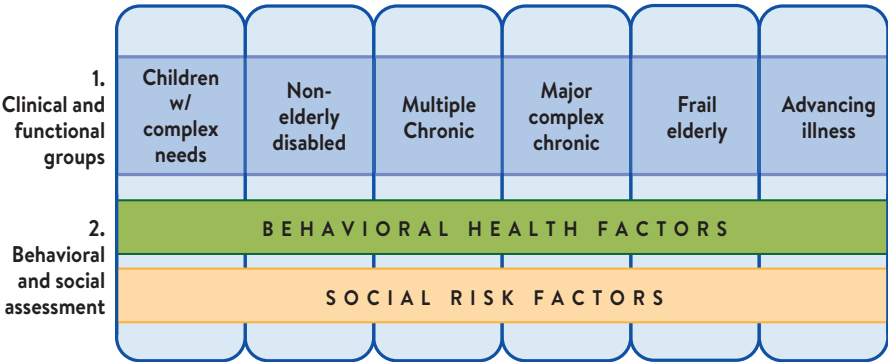 1.
Clinical and
functional
groups
Children
w/
complex
needs
Non-
elderly
disabled
Multiple
Chronic
Major
complex
chronic
Frail
elderly
Advancing
illness
2.
Behavioral
and social
assessment
BEHAVIORAL HEALTH FACTORS
SOCIAL RISK FACTORS